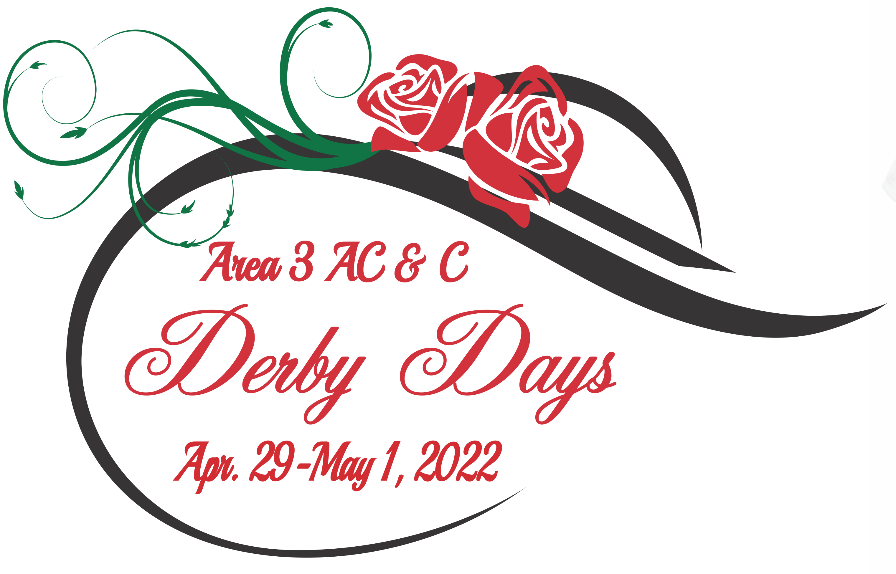 Area 3 AC & C
Derby Days
Apr. 29-May 1, 2022